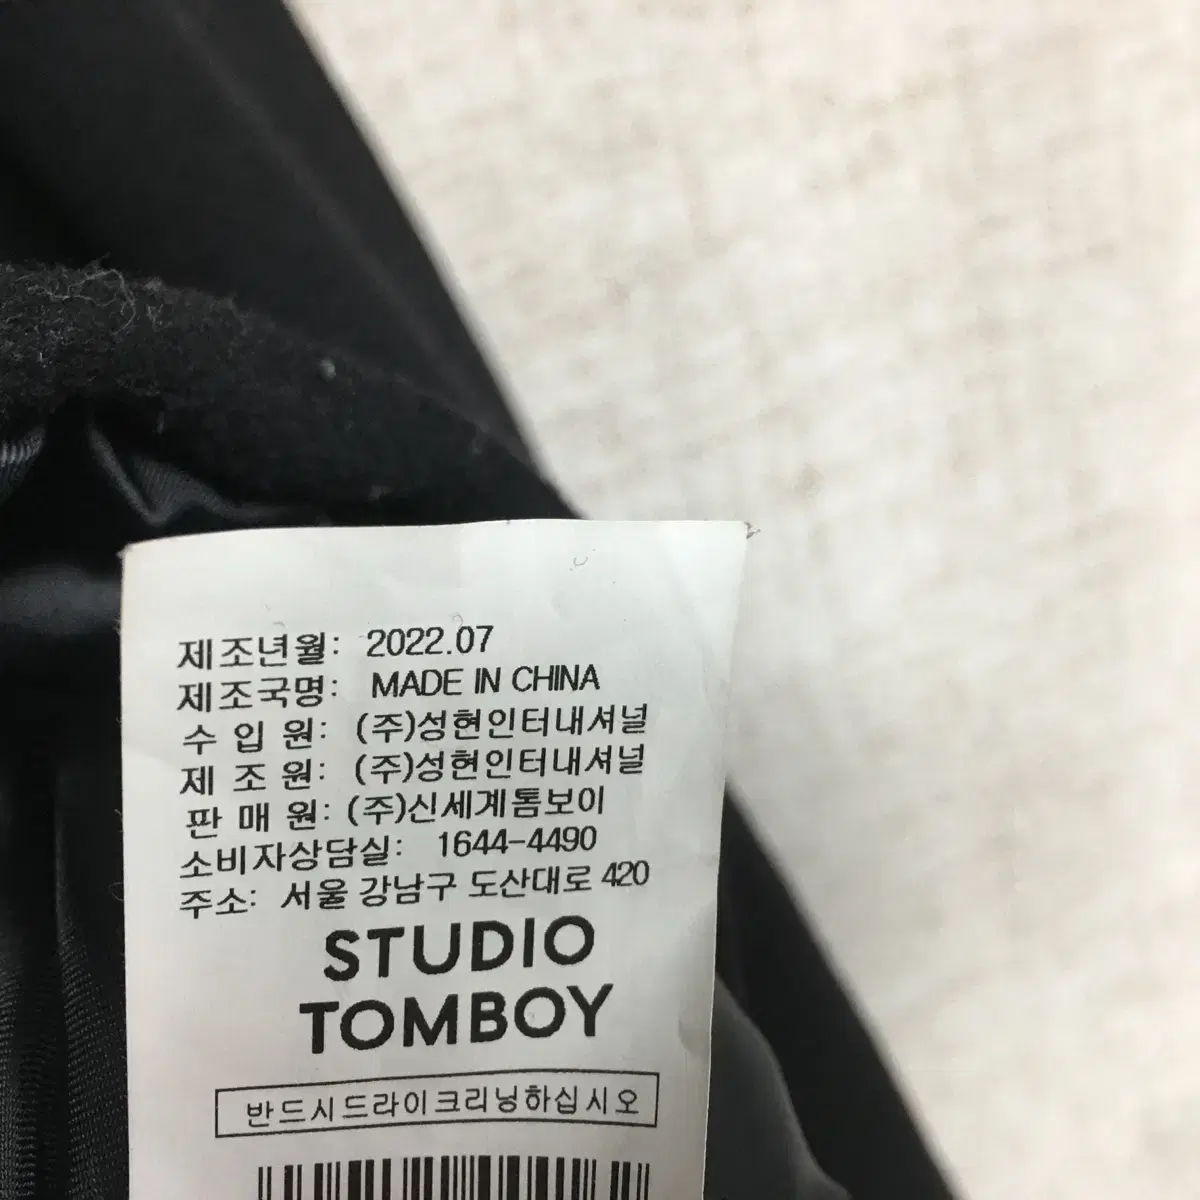 제조년월: 2022.07
제조국명: MADE IN CHINA
수 입 원: (주)성현인터내셔널
제 조 원: (주)성현인터내셔널
판 매 원: (주)신세계톰보이
소비자상담실: 1644-4490
주소: 서울 강남구 도산대로 420
STUDIO
TOMBOY
반드시드라이크리닝하십시오